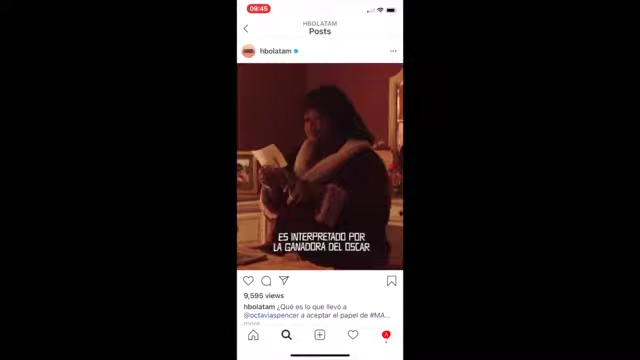 09:45
HBOLATAM
Posts
hbolatam
ES INTERPRETADO POR
LA GANADORA DEL OSCAR
9,595 views
hbolatam ¿Qué es lo que llevó a
@octaviaspencer a aceptar el papel de #MA...
more